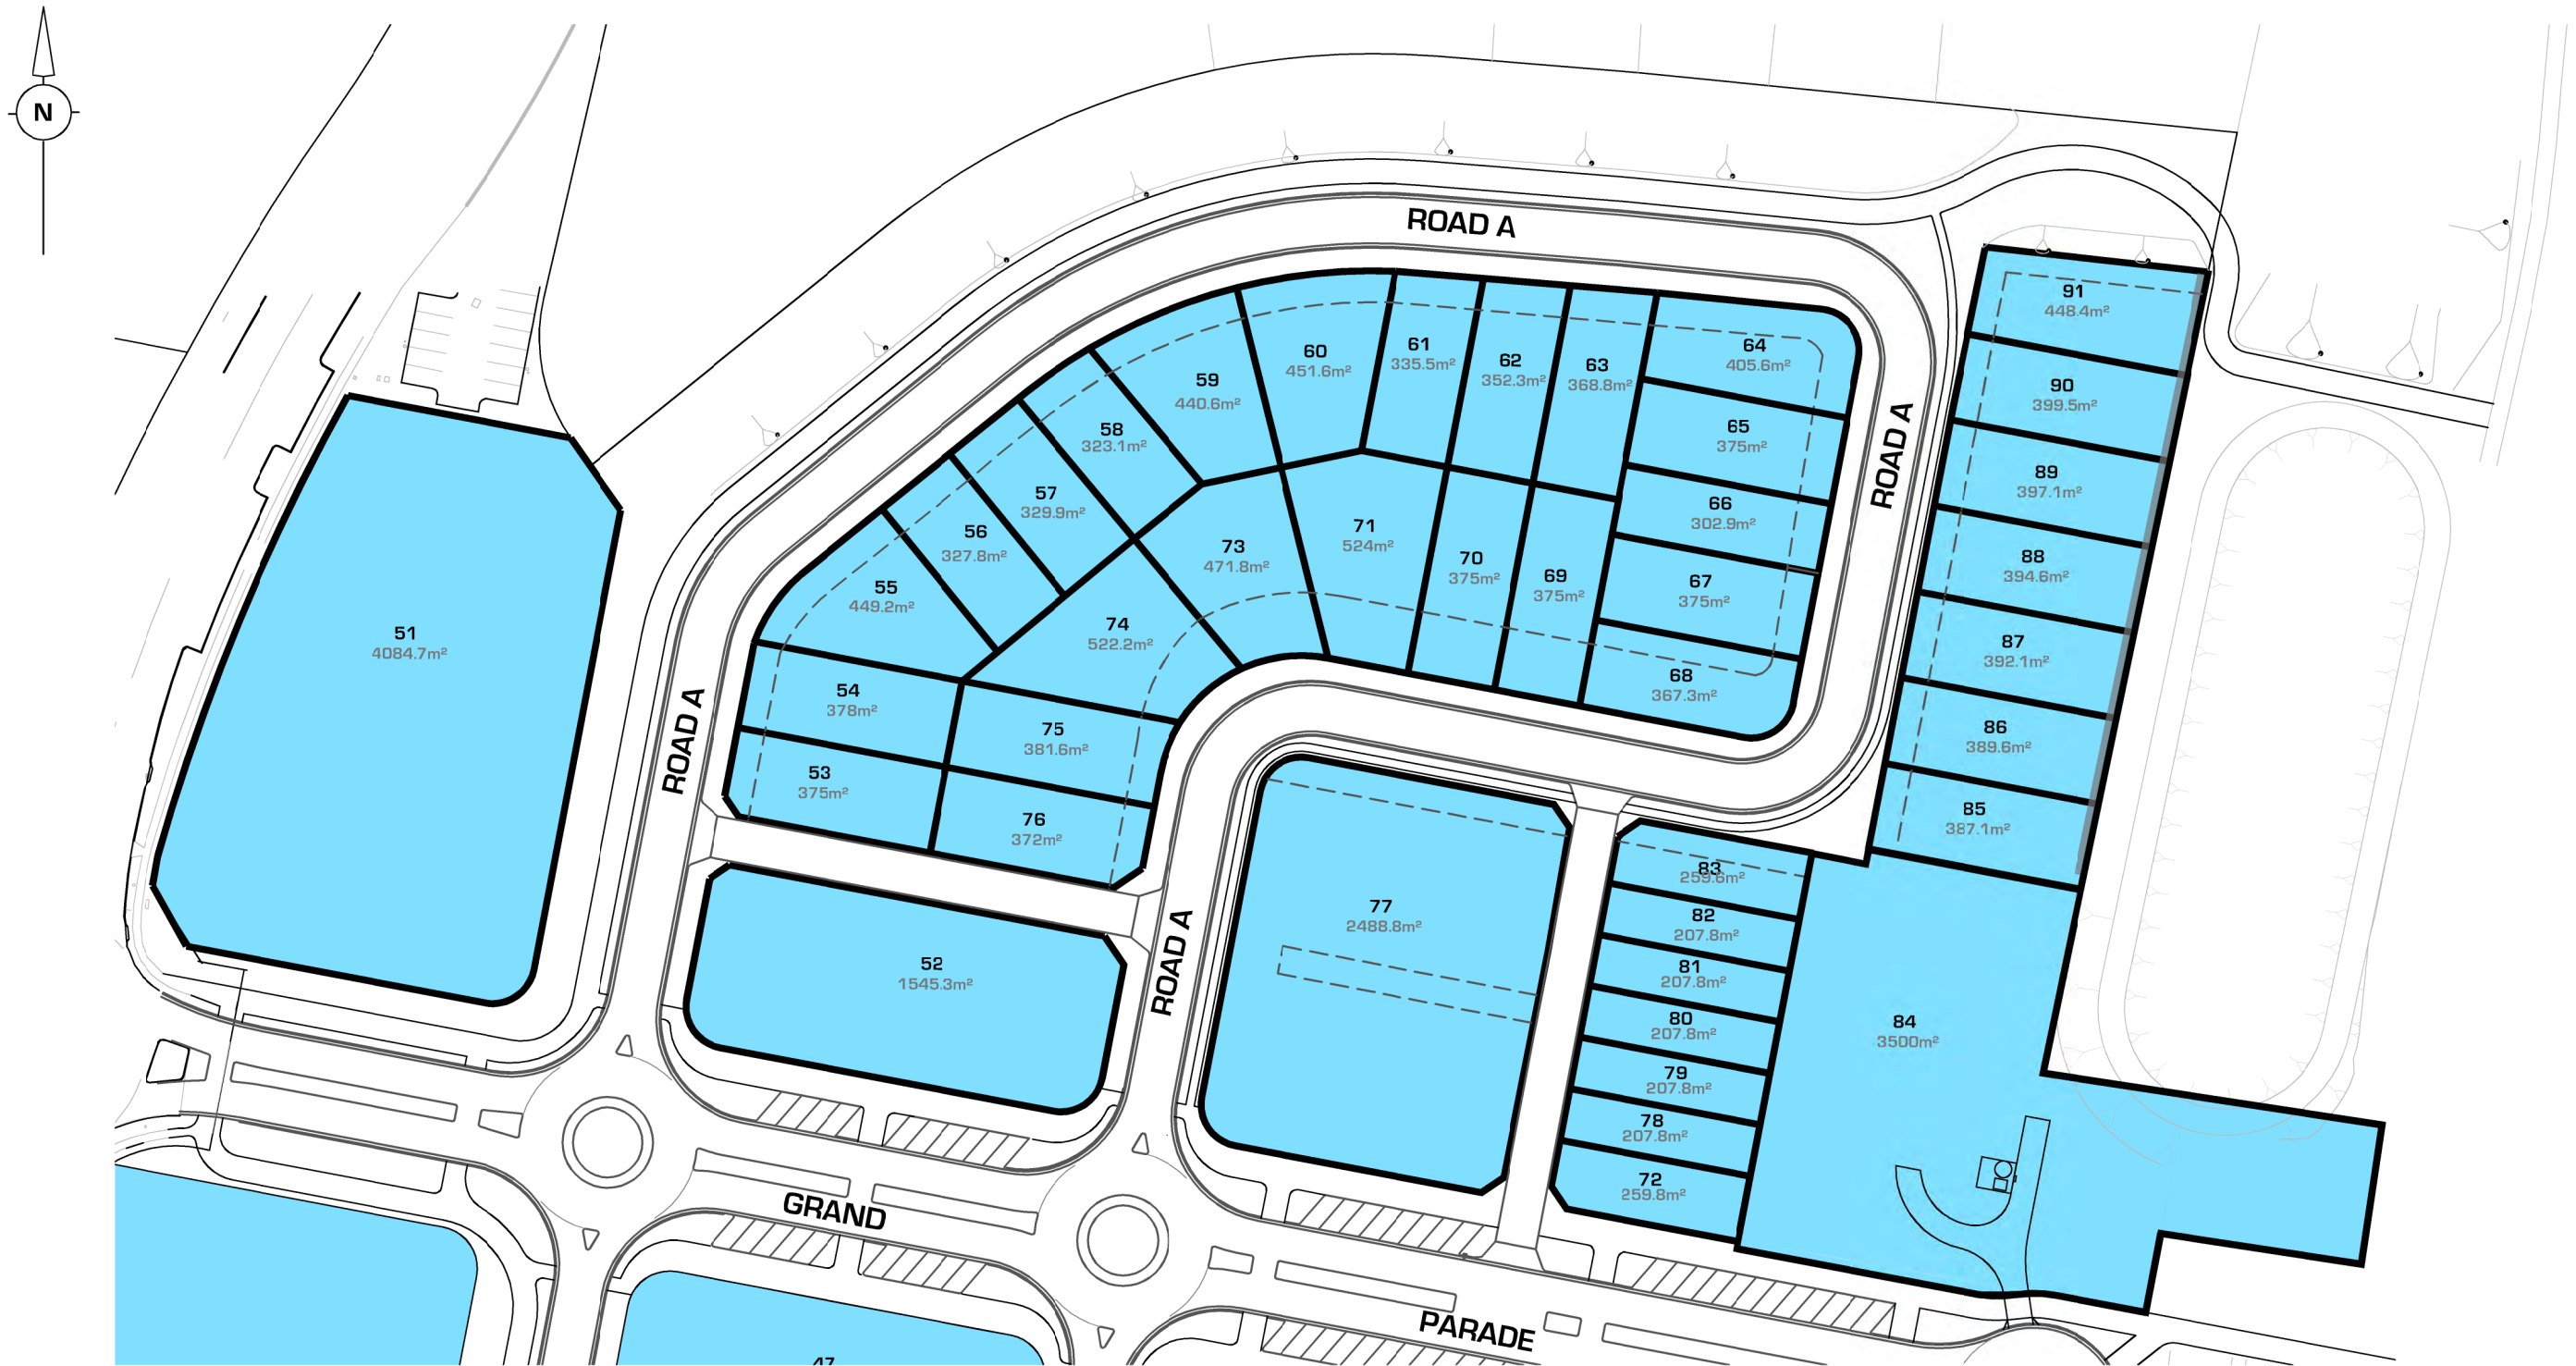 N
ROAD A
ROAD A
ROAD A
ROAD A
GRAND
PARADE
51
4084.7m²
52
1545.3m²
53
375m²
54
378m²
55
449.2m²
56
327.8m²
57
329.9m²
58
323.1m²
59
440.6m²
60
451.6m²
61
335.5m²
62
352.3m²
63
368.8m²
64
405.6m²
65
375m²
66
302.9m²
67
375m²
68
367.3m²
69
375m²
70
375m²
71
524m²
73
471.8m²
74
522.2m²
75
381.6m²
76
372m²
77
2488.8m²
83
259.6m²
82
207.8m²
81
207.8m²
80
207.8m²
79
207.8m²
78
207.8m²
72
259.8m²
84
3500m²
91
448.4m²
90
399.5m²
89
397.1m²
88
394.6m²
87
392.1m²
86
389.6m²
85
387.1m²
47